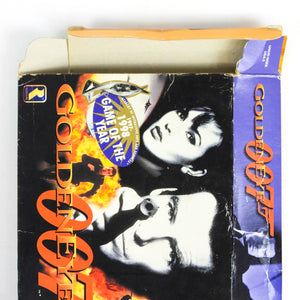 GOLDENEYE
007
1998
GAME OF THE
YEAR
GOLDENEYE
007